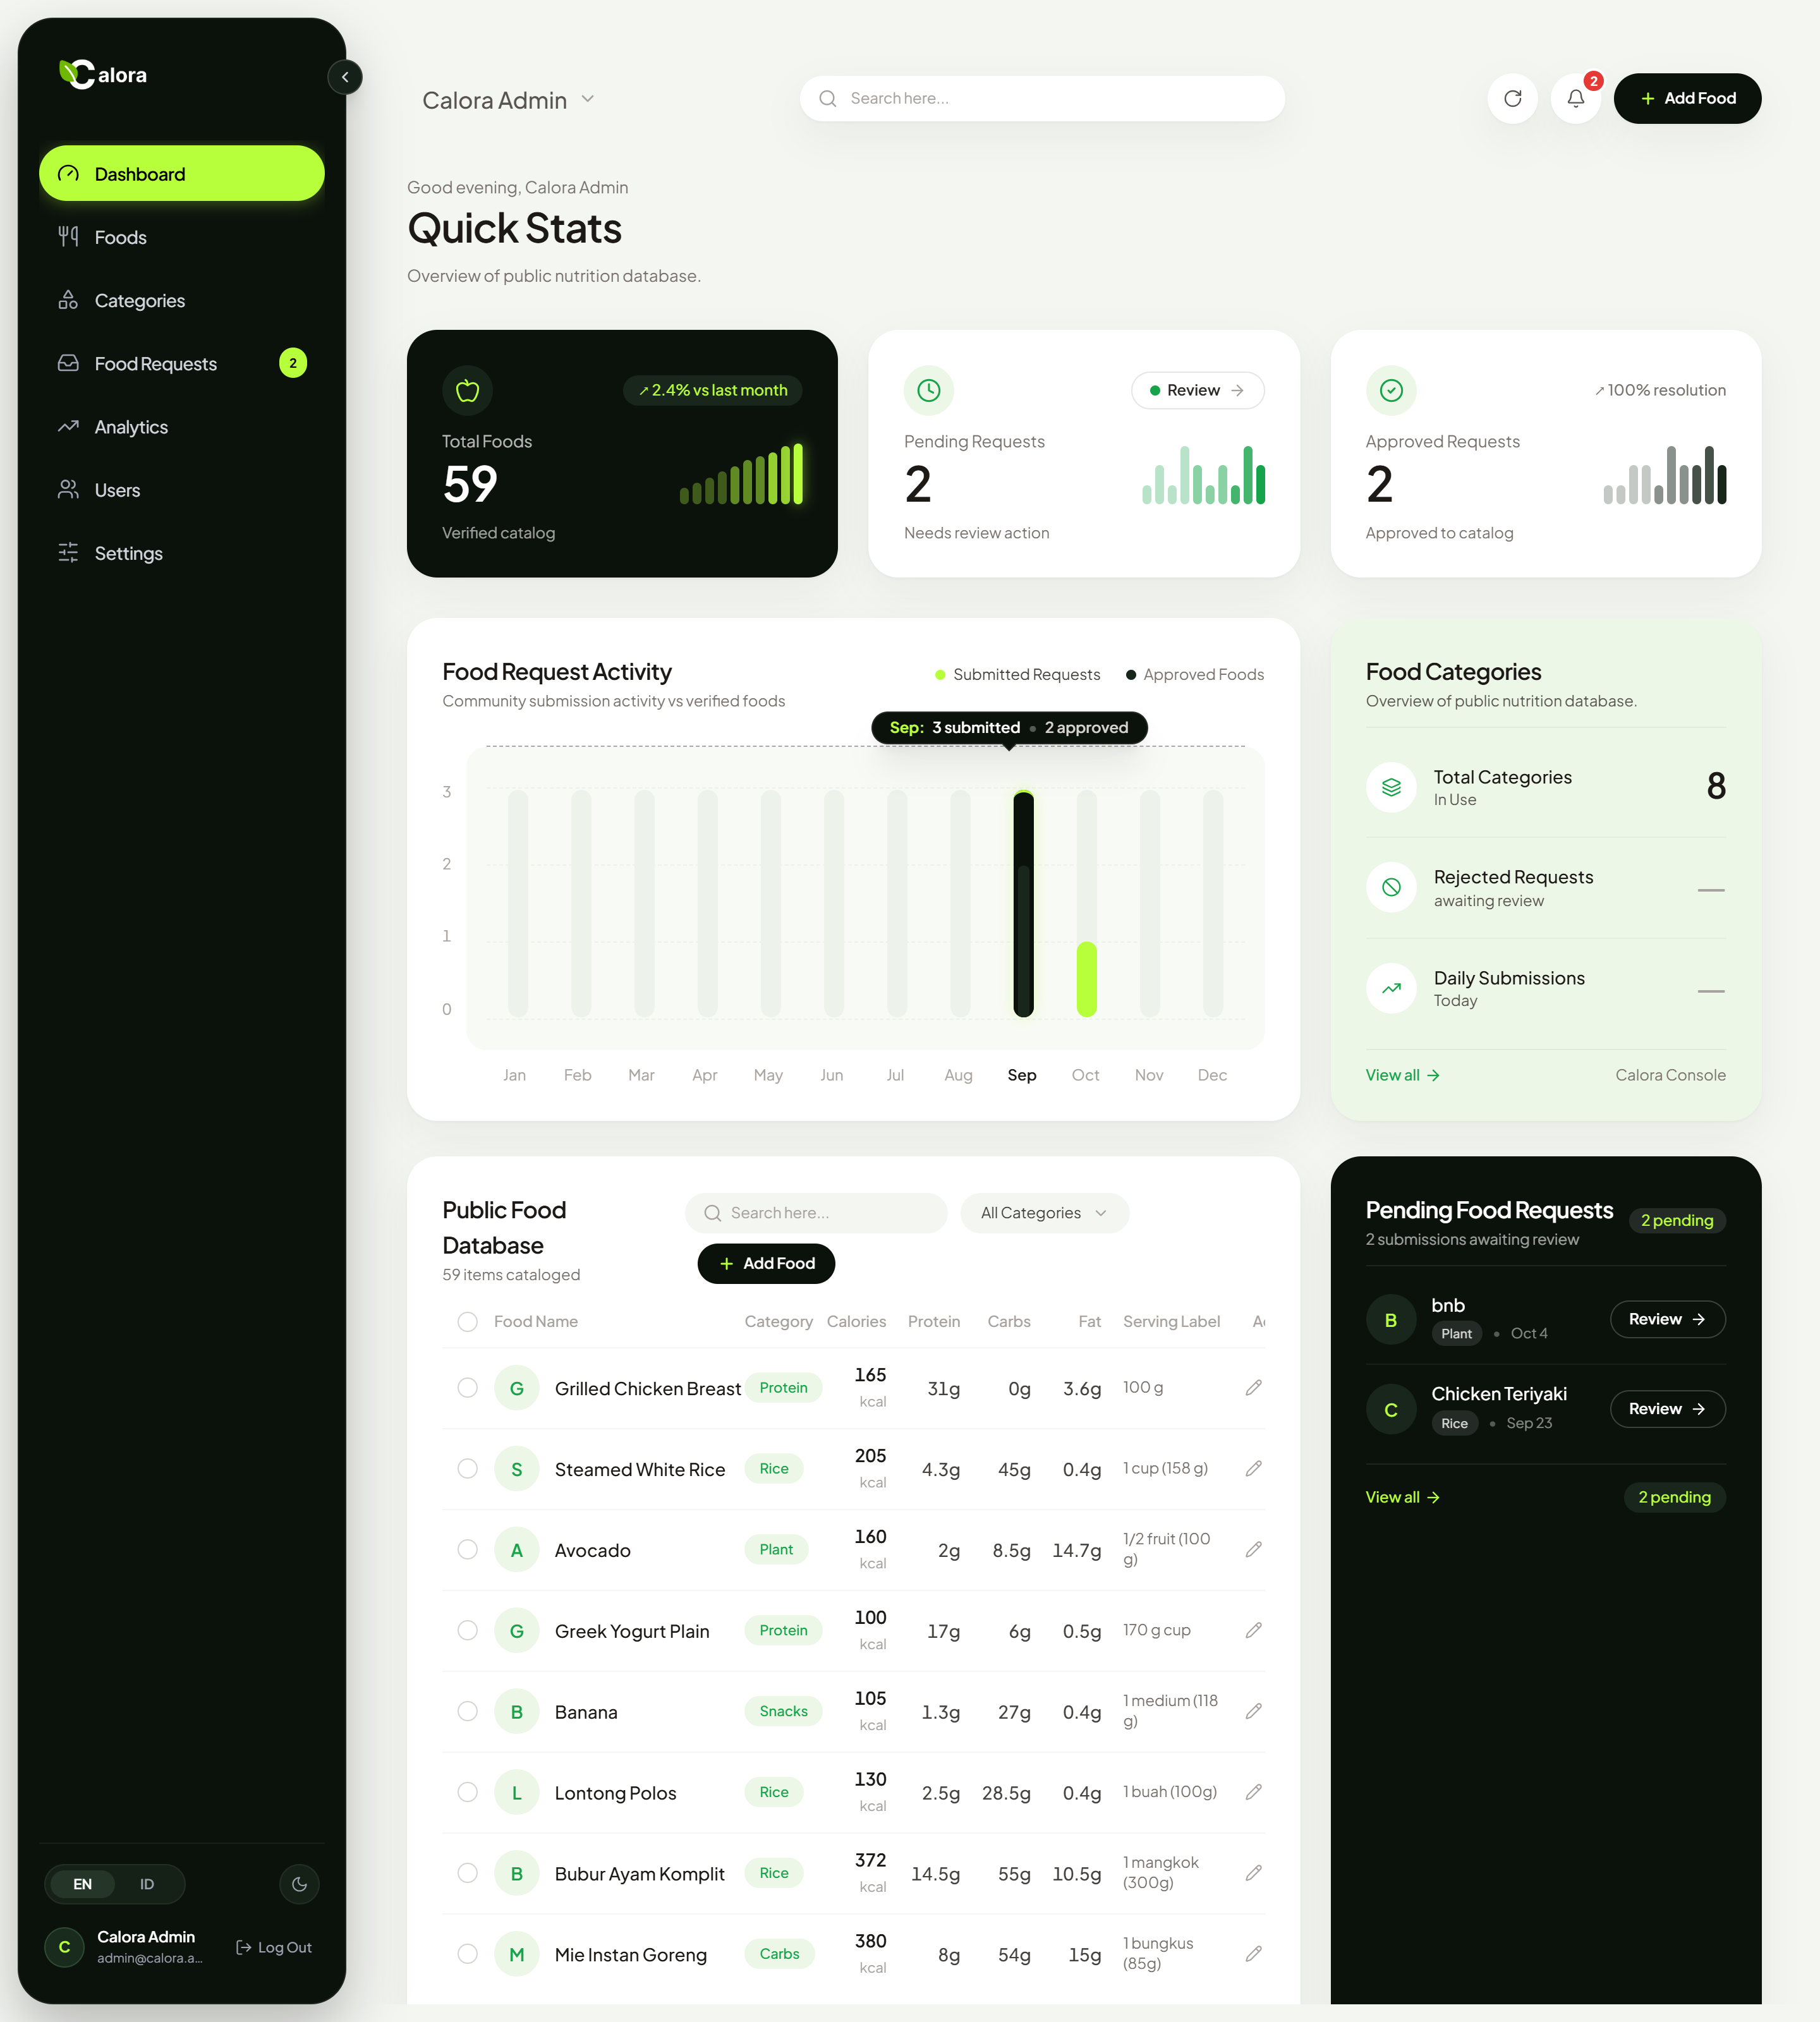 Calora
Dashboard
Foods
Categories
Food Requests
2
Analytics
Users
Settings
EN
ID
C
Calora Admin
admin@calora.a...
Log Out
Calora Admin
Search here...
2
+ Add Food
Good evening, Calora Admin
Quick Stats
Overview of public nutrition database.
↗ 2.4% vs last month
Total Foods
59
Verified catalog
Review →
Pending Requests
2
Needs review action
↗ 100% resolution
Approved Requests
2
Approved to catalog
Food Request Activity
Community submission activity vs verified foods
Submitted Requests
Approved Foods
Sep: 3 submitted • 2 approved
3
2
1
0
Jan Feb Mar Apr May Jun Jul Aug Sep Oct Nov Dec
Food Categories
Overview of public nutrition database.
Total Categories
In Use
8
Rejected Requests
awaiting review
—
Daily Submissions
Today
—
View all →
Calora Console
Public Food
Database
59 items cataloged
Search here...
All Categories
+ Add Food
Food Name Category Calories Protein Carbs Fat Serving Label
G Grilled Chicken Breast Protein 165 kcal 31g 0g 3.6g 100 g
S Steamed White Rice Rice 205 kcal 4.3g 45g 0.4g 1 cup (158 g)
A Avocado Plant 160 kcal 2g 8.5g 14.7g 1/2 fruit (100 g)
G Greek Yogurt Plain Protein 100 kcal 17g 6g 0.5g 170 g cup
B Banana Snacks 105 kcal 1.3g 27g 0.4g 1 medium (118 g)
L Lontong Polos Rice 130 kcal 2.5g 28.5g 0.4g 1 buah (100g)
B Bubur Ayam Komplit Rice 372 kcal 14.5g 55g 10.5g 1 mangkok (300g)
M Mie Instan Goreng Carbs 380 kcal 8g 54g 15g 1 bungkus (85g)
Pending Food Requests
2 submissions awaiting review
2 pending
B
bnb
Plant • Oct 4
Review →
C
Chicken Teriyaki
Rice • Sep 23
Review →
View all →
2 pending